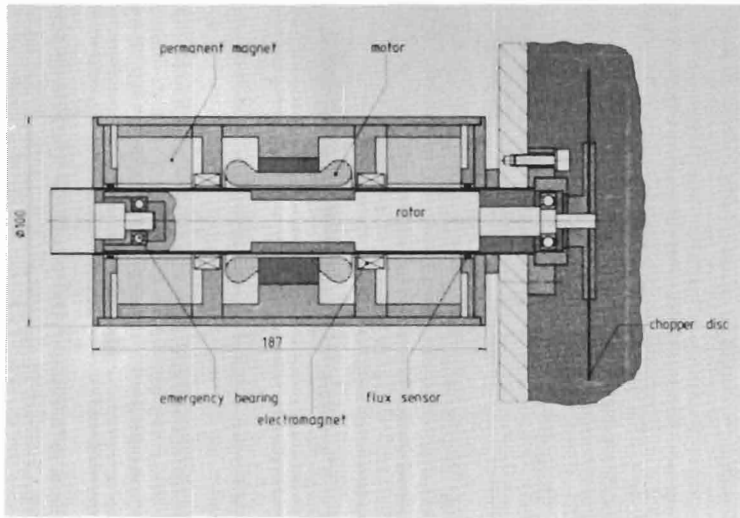 permanent magnet
motor
rotor
ø100
187
chopper disc
emergency bearing
flux sensor
electromagnet